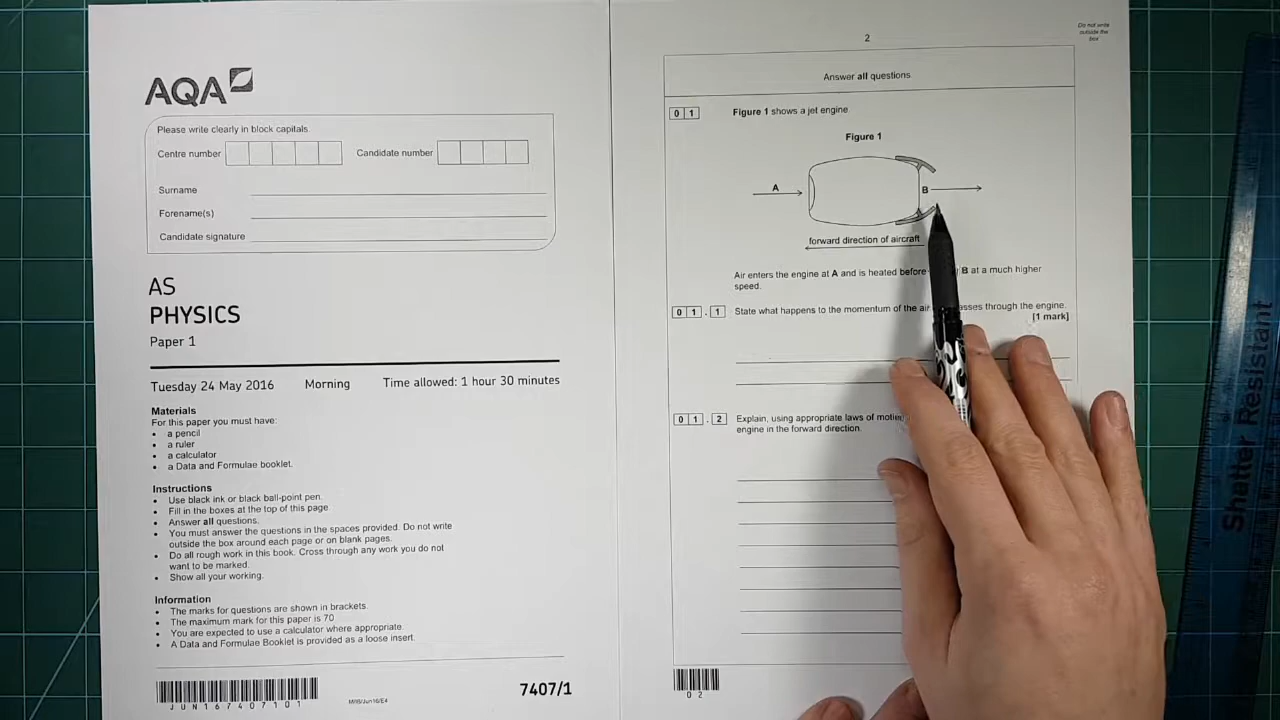 AQA
Please write clearly in block capitals.
Centre number
Candidate number
Surname
Forename(s)
Candidate signature
AS
PHYSICS
Paper 1
Tuesday 24 May 2016 Morning Time allowed: 1 hour 30 minutes
Materials
For this paper you must have:
• a pencil
• a ruler
• a calculator
• a Data and Formulae booklet.
Instructions
• Use black ink or black ball-point pen.
• Fill in the boxes at the top of this page
• Answer all questions.
• You must answer the questions in the spaces provided. Do not write
outside the box around each page or on blank pages.
• Do all rough work in this book. Cross through any work you do not
want to be marked.
• Show all your working.
Information
• The marks for questions are shown in brackets.
• The maximum mark for this paper is 70
• You are expected to use a calculator where appropriate.
• A Data and Formulae Booklet is provided as a loose insert.
JUN167407101
M/BG/Jun16/E4
7407/1
2
Do not write
outside the
box
Answer all questions
0 1 Figure 1 shows a jet engine
Figure 1
A
B
forward direction of aircraft
Air enters the engine at A and is heated before B at a much higher
speed.
0 1 . 1 State what happens to the momentum of the air passes through the engine.
[1 mark]
0 1 . 2 Explain, using appropriate laws of
engine in the forward direction.
02
Shatter Resistant